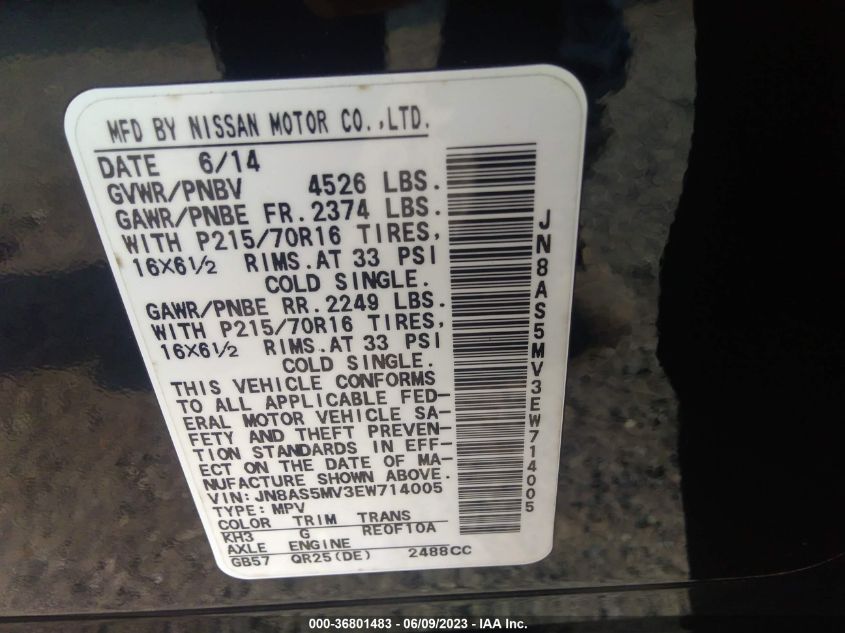 MFD BY NISSAN MOTOR CO.,LTD.
DATE 6/14
GVWR/PNBV 4526 LBS.
GAWR/PNBE FR.2374 LBS.
WITH P215/70R16 TIRES,
16X6½ RIMS.AT 33 PSI
COLD SINGLE.
GAWR/PNBE RR.2249 LBS.
WITH P215/70R16 TIRES,
16X6½ RIMS.AT 33 PSI
COLD SINGLE.
THIS VEHICLE CONFORMS
TO ALL APPLICABLE FED-
ERAL MOTOR VEHICLE SA-
FETY AND THEFT PREVEN-
TION STANDARDS IN EFF-
ECT ON THE DATE OF MA-
NUFACTURE SHOWN ABOVE.
VIN: JN8AS5MV3EW714005
TYPE: MPV
COLOR TRIM TRANS
KH3 G RE0F10A
AXLE ENGINE
GB57 QR25(DE) 2488CC
JN8AS5MV3EW714005
000-36801483 - 06/09/2023 - IAA Inc.